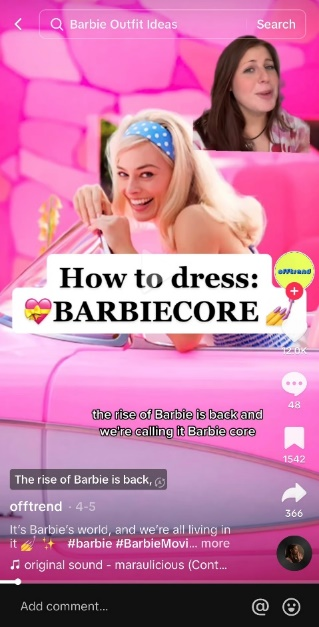 Barbie Outfit Ideas
Search
How to dress:
💝BARBIECORE 💅
offtrend
the rise of Barbie is back and
we're calling it Barbie core
48
1542
The rise of Barbie is back,
366
offtrend · 4-5
It's Barbie's world, and we're all living in
it 💅 ✨ #barbie #BarbieMovi... more
original sound - maraulicious (Cont...
Add comment...